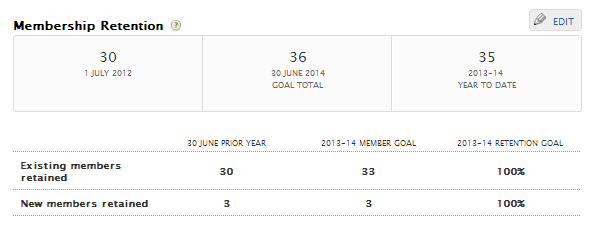 Membership Retention ?
EDIT
30 36 35
1 JULY 2012 30 JUNE 2014 2013-14
GOAL TOTAL YEAR TO DATE
30 JUNE PRIOR YEAR 2013-14 MEMBER GOAL 2013-14 RETENTION GOAL
Existing members
retained 30 33 100%
New members retained 3 3 100%